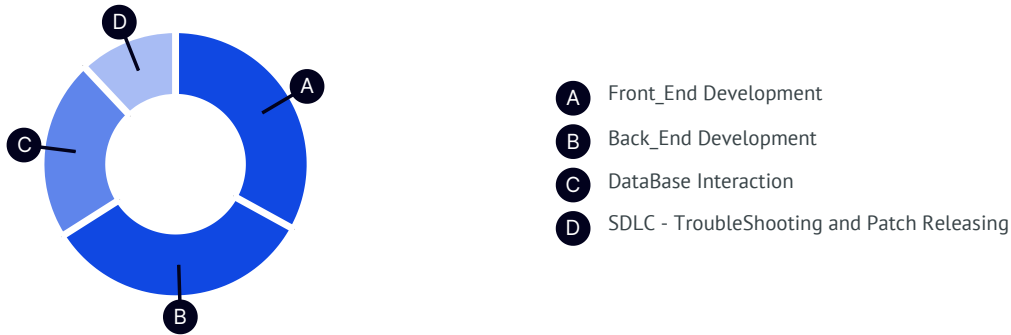 D
A
C
B
A Front_End Development
B Back_End Development
C DataBase Interaction
D SDLC - TroubleShooting and Patch Releasing